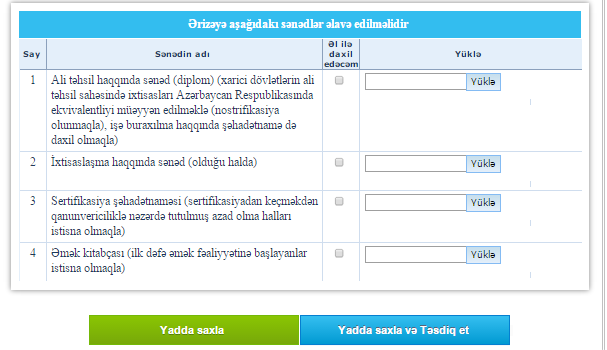 Ərizəyə aşağıdakı sənədlər əlavə edilməlidir
Say
Sənədin adı
Əl ilə
daxil
edəcəm
Yüklə
1
Ali təhsil haqqında sənəd (diplom) (xarici dövlətlərin ali
təhsil sahəsində ixtisasları Azərbaycan Respublikasında
ekvivalentliyi müəyyən edilməklə (nostrifikasiya
olunmaqla), işə buraxılma haqqında şəhadətnamə də
daxil olmaqla)
Yüklə
2
İxtisaslaşma haqqında sənəd (olduğu halda)
Yüklə
3
Sertifikasiya şəhadətnaməsi (sertifikasiyadan keçməkdən
qanunvericiliklə nəzərdə tutulmuş azad olma halları
istisna olmaqla)
Yüklə
4
Əmək kitabçası (ilk dəfə əmək fəaliyyətinə başlayanlar
istisna olmaqla)
Yüklə
Yadda saxla
Yadda saxla və Təsdiq et